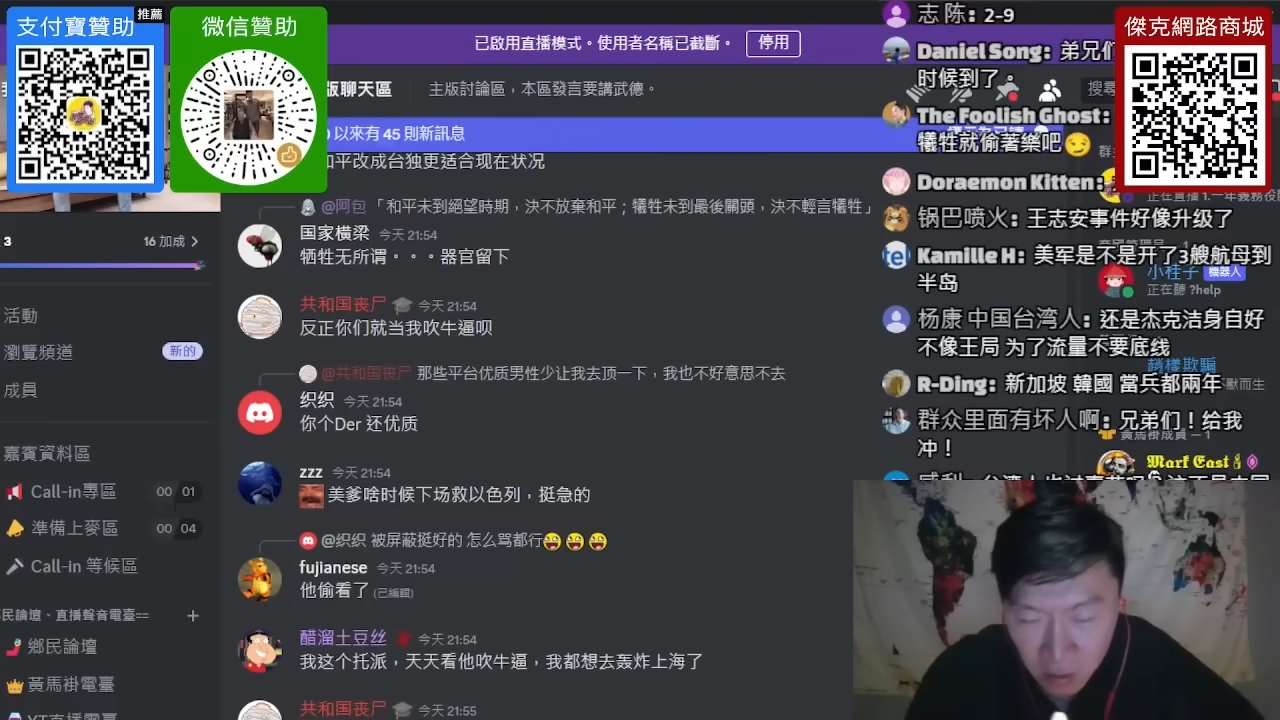 支付寶贊助
推薦
微信贊助
已啟用直播模式。使用者名稱已截斷。
停用
版聊天區
主版討論區，本區發言要講武德。
以來有 45 則新訊息
和平改成台独更适合现在状况
@阿包 「和平未到絕望時期，決不放棄和平；犧牲未到最後關頭，決不輕言犧牲」
国家橫梁 今天 21:54
牺牲无所谓。。。器官留下
共和国丧尸 今天 21:54
反正你们就当我吹牛逼呗
@共和国丧尸 那些平台优质男性少让我去顶一下，我也不好意思不去
织织 今天 21:54
你个Der 还优质
zzz 今天 21:54
美爹啥时候下场救以色列，挺急的
@织织 被屏蔽挺好的 怎么骂都行
fujianese 今天 21:54
他偷看了 (已編輯)
醋溜土豆丝 今天 21:54
我这个托派，天天看他吹牛逼，我都想去轰炸上海了
共和国丧尸 今天 21:55
3
16 加成
活動
瀏覽頻道
新的
成員
嘉賓資料區
Call-in專區 00 01
準備上麥區 00 04
Call-in 等候區
民論壇、直播聲音電臺==
鄉民論壇
黃馬褂電臺
志 陈: 2-9
Daniel Song: 弟兄们
时候到了。
The Foolish Ghost:
犧牲就偷著樂吧
Doraemon Kitten:
锅巴喷火: 王志安事件好像升级了
Kamille H: 美军是不是开了3艘航母到
半岛
小桂子 機器人
正在聽 ?help
杨康 中国台湾人: 还是杰克洁身自好
不像王局 为了流量不要底线
趙樣欺騙
R-Ding: 新加坡 韓國 當兵都兩年
群众里面有坏人啊: 兄弟们！给我
冲！
黃馬褂成員 — 1
Mark East
傑克網路商城